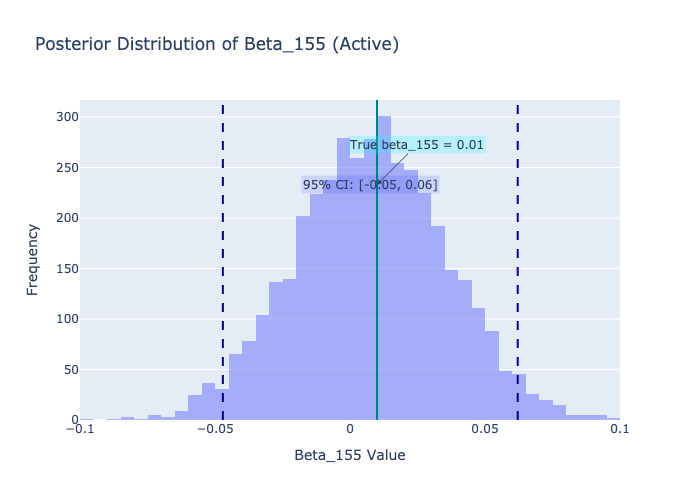 Posterior Distribution of Beta_155 (Active)
300
250
200
150
100
50
0
Frequency
True beta_155 = 0.01
95% CI: [-0.05, 0.06]
−0.1
−0.05
0
0.05
0.1
Beta_155 Value